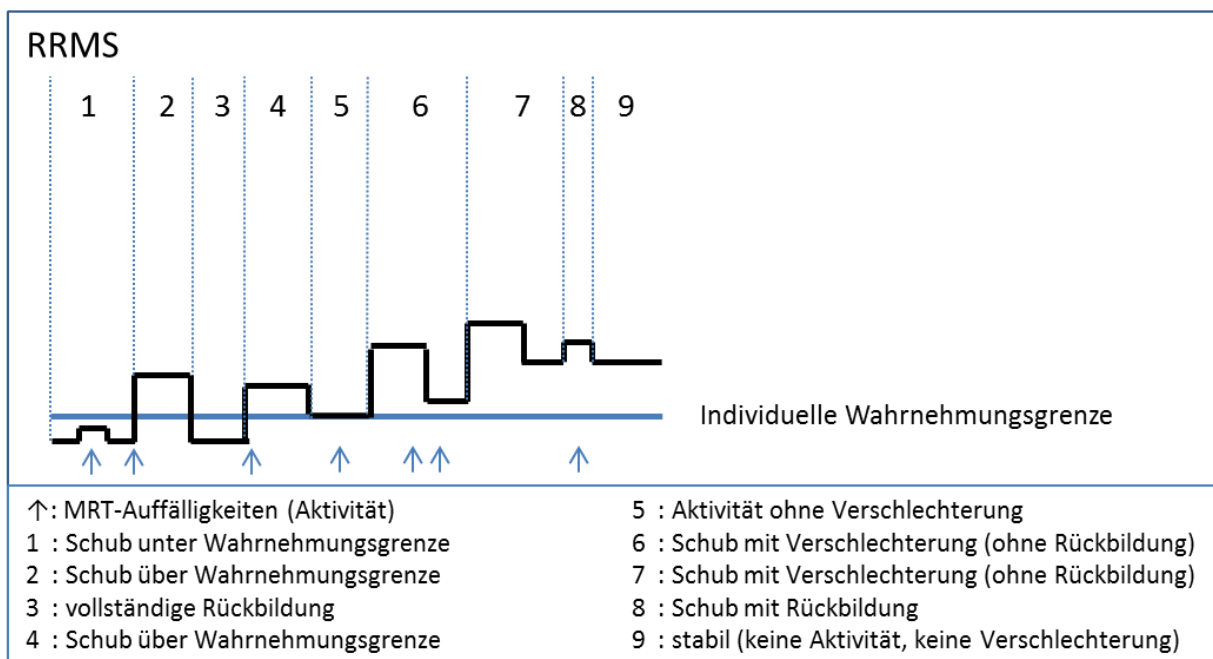 RRMS
1 2 3 4 5 6 7 8 9
Individuelle Wahrnehmungsgrenze
↑: MRT-Auffälligkeiten (Aktivität)
1 : Schub unter Wahrnehmungsgrenze
2 : Schub über Wahrnehmungsgrenze
3 : vollständige Rückbildung
4 : Schub über Wahrnehmungsgrenze
5 : Aktivität ohne Verschlechterung
6 : Schub mit Verschlechterung (ohne Rückbildung)
7 : Schub mit Verschlechterung (ohne Rückbildung)
8 : Schub mit Rückbildung
9 : stabil (keine Aktivität, keine Verschlechterung)